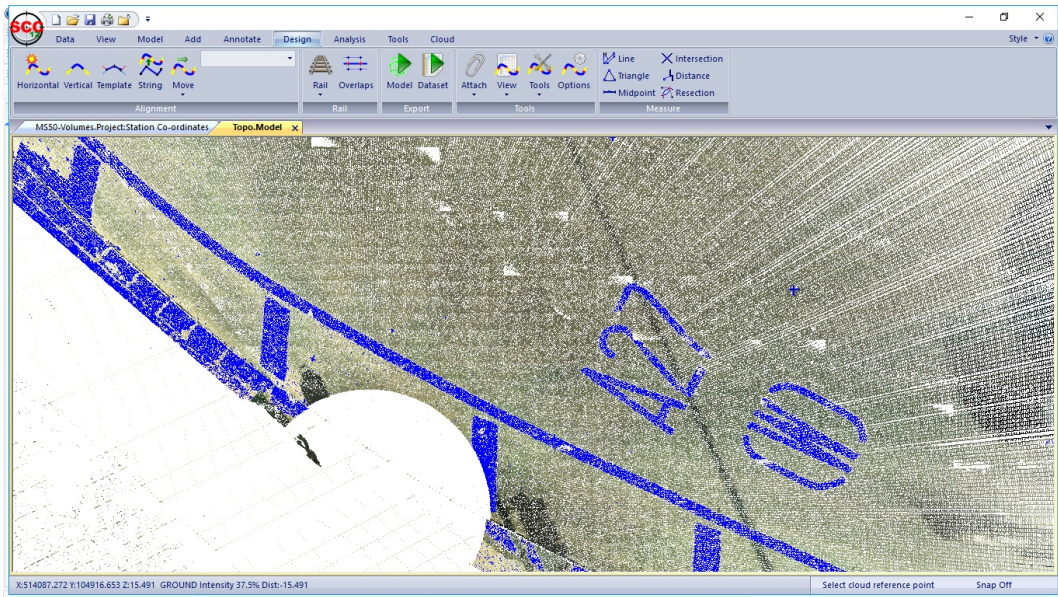 SCC
Data View Model Add Annotate Design Analysis Tools Cloud Style
Horizontal Vertical Template String Move Rail Overlaps Model Dataset Attach View Tools Options Line Intersection
Triangle Distance
Midpoint Resection
Alignment Rail Export Tools Measure
MS50-Volumes.Project:Station Co-ordinates Topo.Model x
A27
(W)
X:514087.272 Y:104916.653 Z:15.491 GROUND Intensity 37.5% Dist:-15.491 Select cloud reference point Snap Off